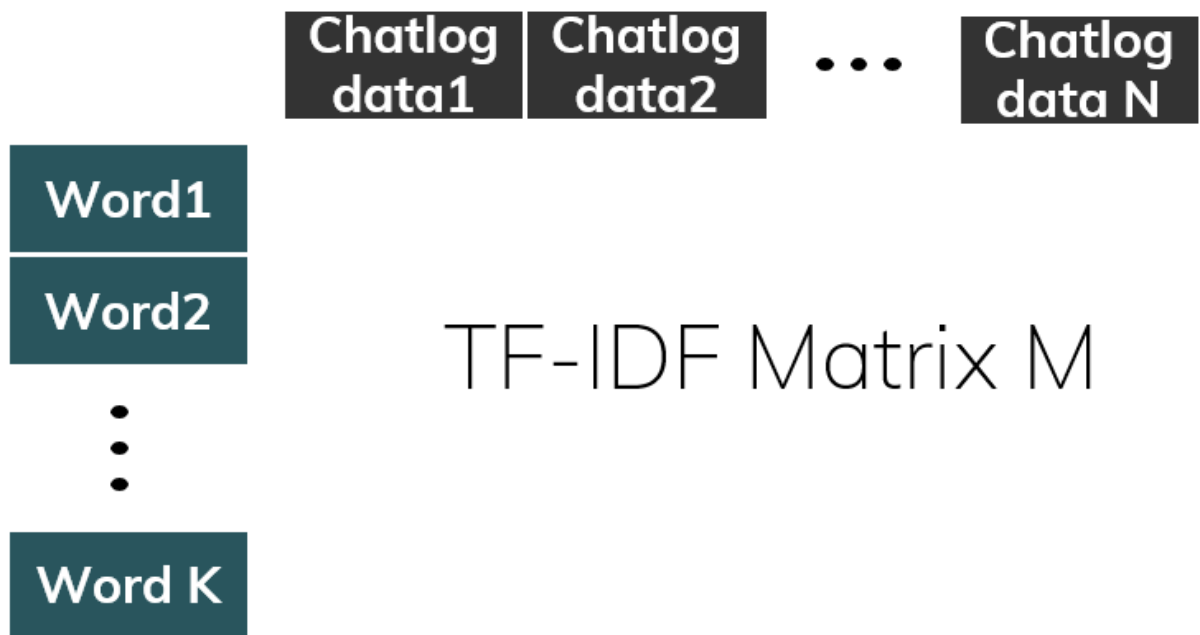 Chatlog
data1
Chatlog
data2
Chatlog
data N
Word1
Word2
TF-IDF Matrix M
Word K